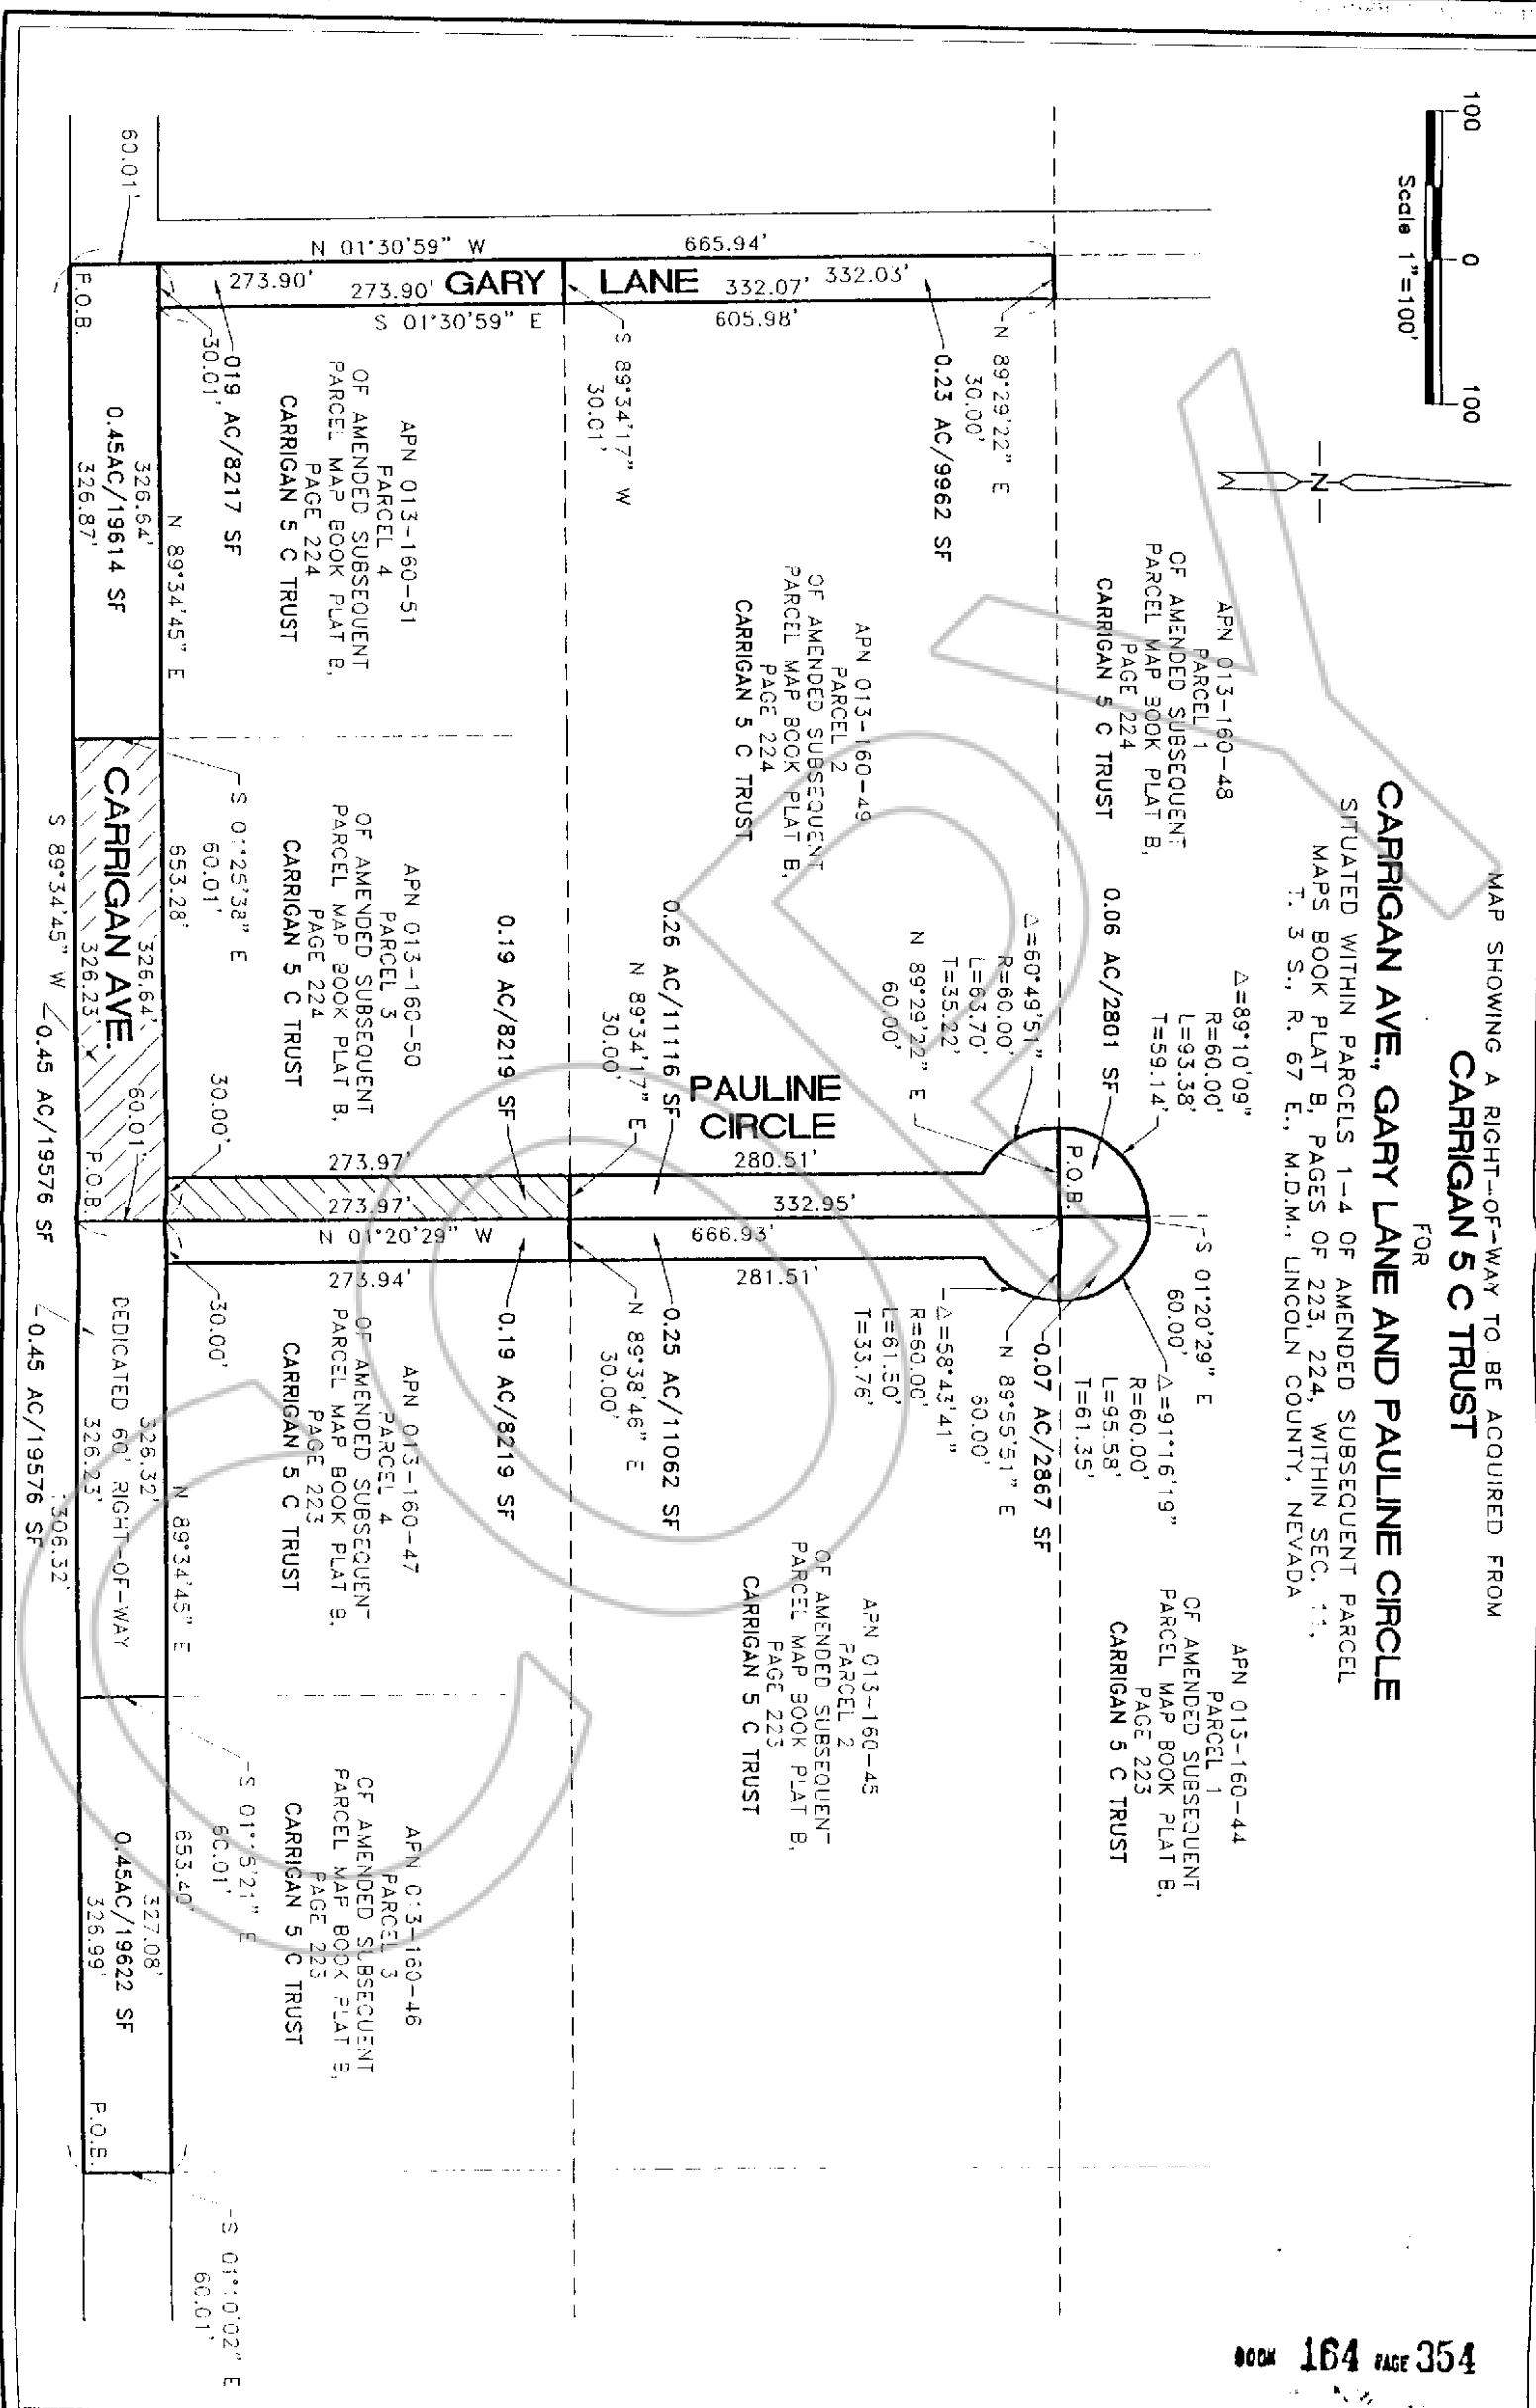 MAP SHOWING A RIGHT-OF-WAY TO BE ACQUIRED FROM
CARRIGAN 5 C TRUST
FOR
CARRIGAN AVE., GARY LANE AND PAULINE CIRCLE
SITUATED WITHIN PARCELS 1-4 OF AMENDED SUBSEQUENT PARCEL
MAPS BOOK PLAT B, PAGES OF 223, 224, WITHIN SEC. 11,
T. 3 S., R. 67 E., M.D.M., LINCOLN COUNTY, NEVADA
100 0 100
Scale 1"=100'
N
APN 013-160-48
PARCEL 1
OF AMENDED SUBSEQUENT
PARCEL MAP BOOK PLAT B,
PAGE 224
CARRIGAN 5 C TRUST
Δ=89°10'09"
R=60.00'
L=93.38'
T=59.14'
0.06 AC/2801 SF
P.O.B.
S 01°20'29" E
60.00'
Δ=91°16'19"
R=60.00'
L=95.58'
T=61.35'
0.07 AC/2867 SF
N 89°55'51" E
60.00'
Δ=58°43'41"
R=60.00'
L=61.50'
T=33.76'
APN 013-160-44
PARCEL 1
OF AMENDED SUBSEQUENT
PARCEL MAP BOOK PLAT B,
PAGE 223
CARRIGAN 5 C TRUST
Δ=60°49'51"
R=60.00'
L=63.70'
T=35.22'
N 89°29'22" E
60.00'
N 89°29'22" E
30.00'
0.23 AC/9962 SF
APN 013-160-49
PARCEL 2
OF AMENDED SUBSEQUENT
PARCEL MAP BOOK PLAT B,
PAGE 224
CARRIGAN 5 C TRUST
APN 013-160-45
PARCEL 2
OF AMENDED SUBSEQUENT
PARCEL MAP BOOK PLAT B,
PAGE 223
CARRIGAN 5 C TRUST
665.94'
332.03'
332.07'
605.98'
GARY LANE
N 01°30'59" W
273.90'
273.90'
S 01°30'59" E
S 89°34'17" W
30.01'
PAULINE
CIRCLE
280.51'
332.95'
666.93'
281.51'
0.26 AC/11116 SF
N 89°34'17" E
30.00'
0.25 AC/11062 SF
N 89°38'46" E
30.00'
0.19 AC/8219 SF
0.19 AC/8219 SF
273.97'
273.97'
N 01°20'29" W
273.94'
APN 013-160-51
PARCEL 4
OF AMENDED SUBSEQUENT
PARCEL MAP BOOK PLAT B,
PAGE 224
CARRIGAN 5 C TRUST
019 AC/8217 SF
30.01'
APN 013-160-50
PARCEL 3
OF AMENDED SUBSEQUENT
PARCEL MAP BOOK PLAT B,
PAGE 224
CARRIGAN 5 C TRUST
S 01°25'38" E
60.01'
30.00'
APN 013-160-47
PARCEL 4
OF AMENDED SUBSEQUENT
PARCEL MAP BOOK PLAT B,
PAGE 223
CARRIGAN 5 C TRUST
30.00'
APN 013-160-46
PARCEL 3
OF AMENDED SUBSEQUENT
PARCEL MAP BOOK PLAT B,
PAGE 223
CARRIGAN 5 C TRUST
S 01°15'21" E
60.01'
S 01°10'02" E
60.01'
60.01'
P.O.B.
N 89°34'45" E
653.28'
326.64'
0.45AC/19614 SF
326.87'
CARRIGAN AVE.
326.64'
326.23'
60.01'
P.O.B.
N 89°34'45" E
653.40'
326.32'
DEDICATED 60' RIGHT-OF-WAY
326.23'
327.08'
0.45AC/19622 SF
326.99'
P.O.B.
S 89°34'45" W
0.45 AC/19576 SF
1306.32'
0.45 AC/19576 SF
COPY
BOOK 164 PAGE 354